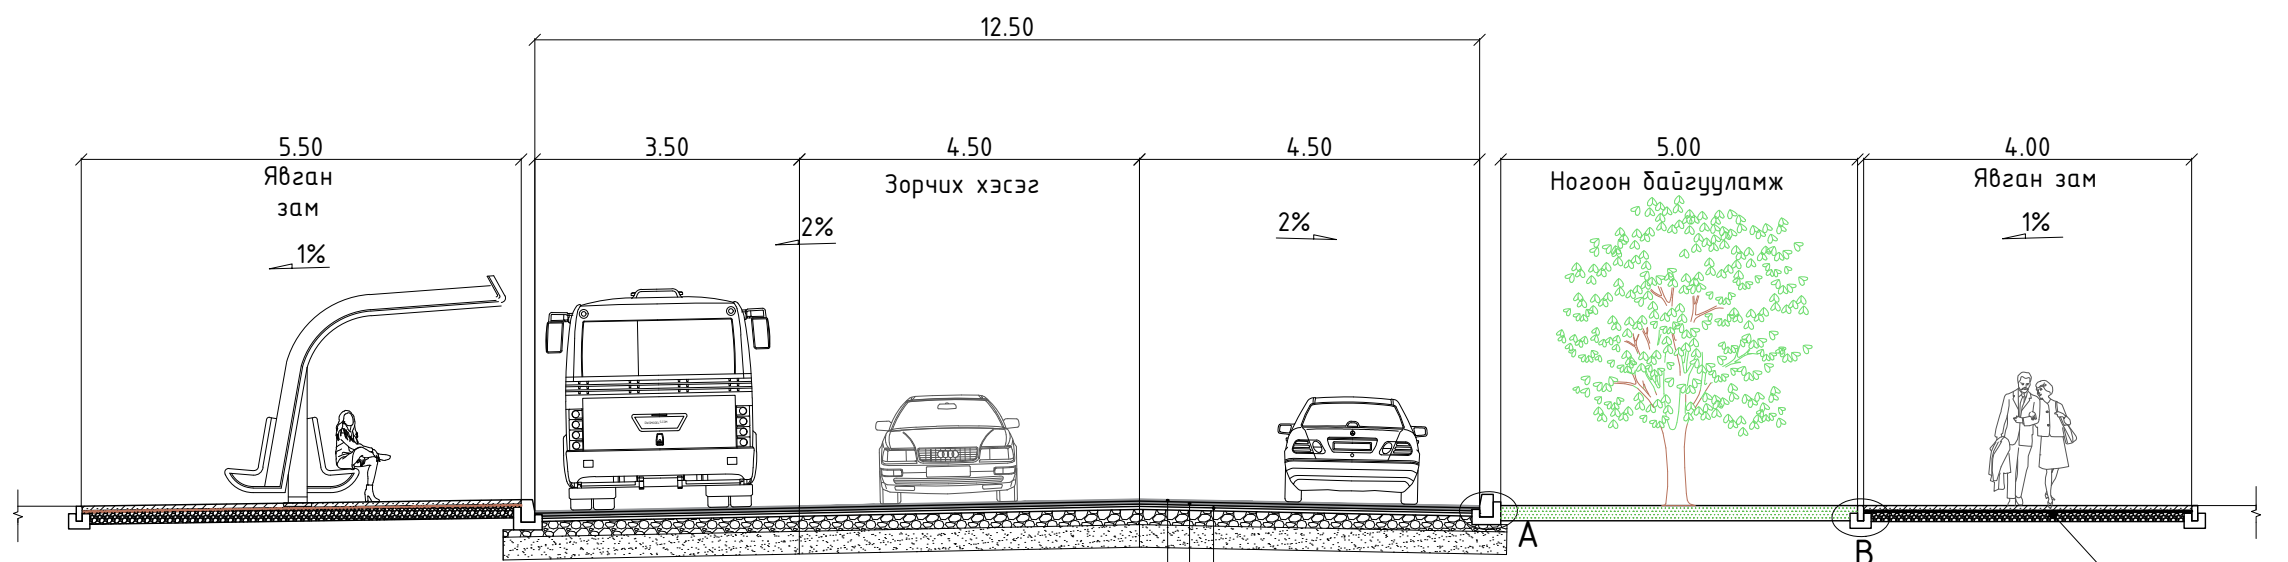 12.50
5.50
3.50
4.50
4.50
5.00
4.00
Явган
зам
Зорчих хэсэг
Ногоон байгууламж
Явган зам
1%
2%
2%
1%
A
B